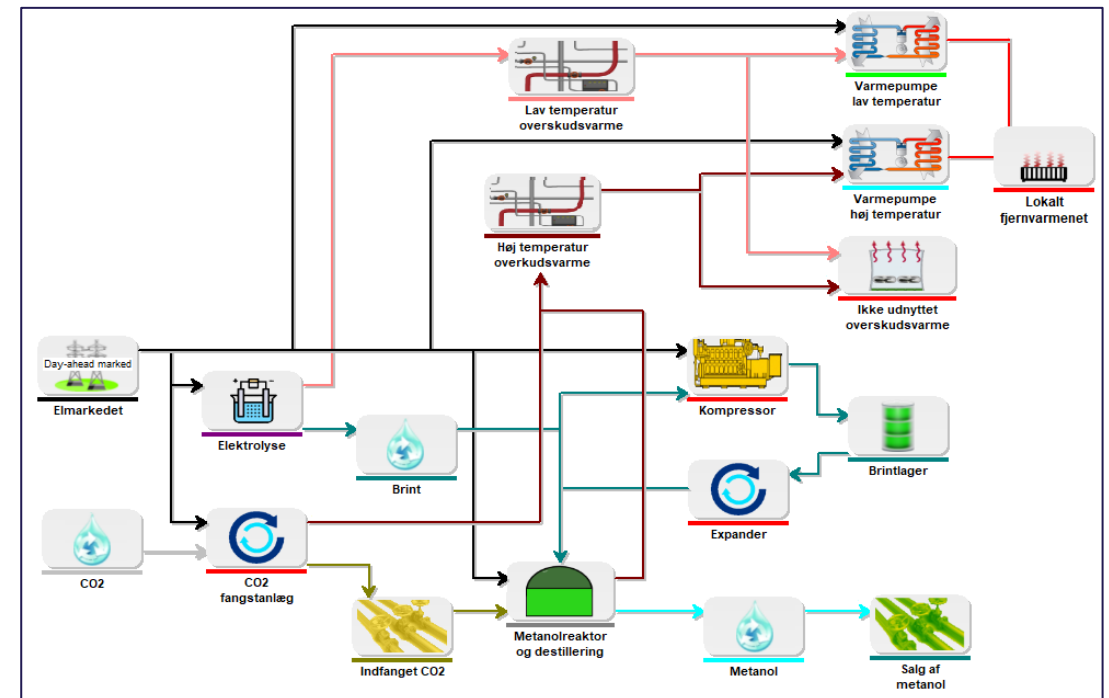 Varmepumpe
lav temperatur
Lav temperatur
overskudsvarme
Varmepumpe
høj temperatur
Lokalt
fjernvarmenet
Høj temperatur
overkudsvarme
Ikke udnyttet
overskudsvarme
Day-ahead marked
Elmarkedet
Elektrolyse
Kompressor
Brint
Brintlager
Expander
CO2
CO2
fangstanlæg
Metanolreaktor
og destillering
Indfanget CO2
Metanol
Salg af
metanol